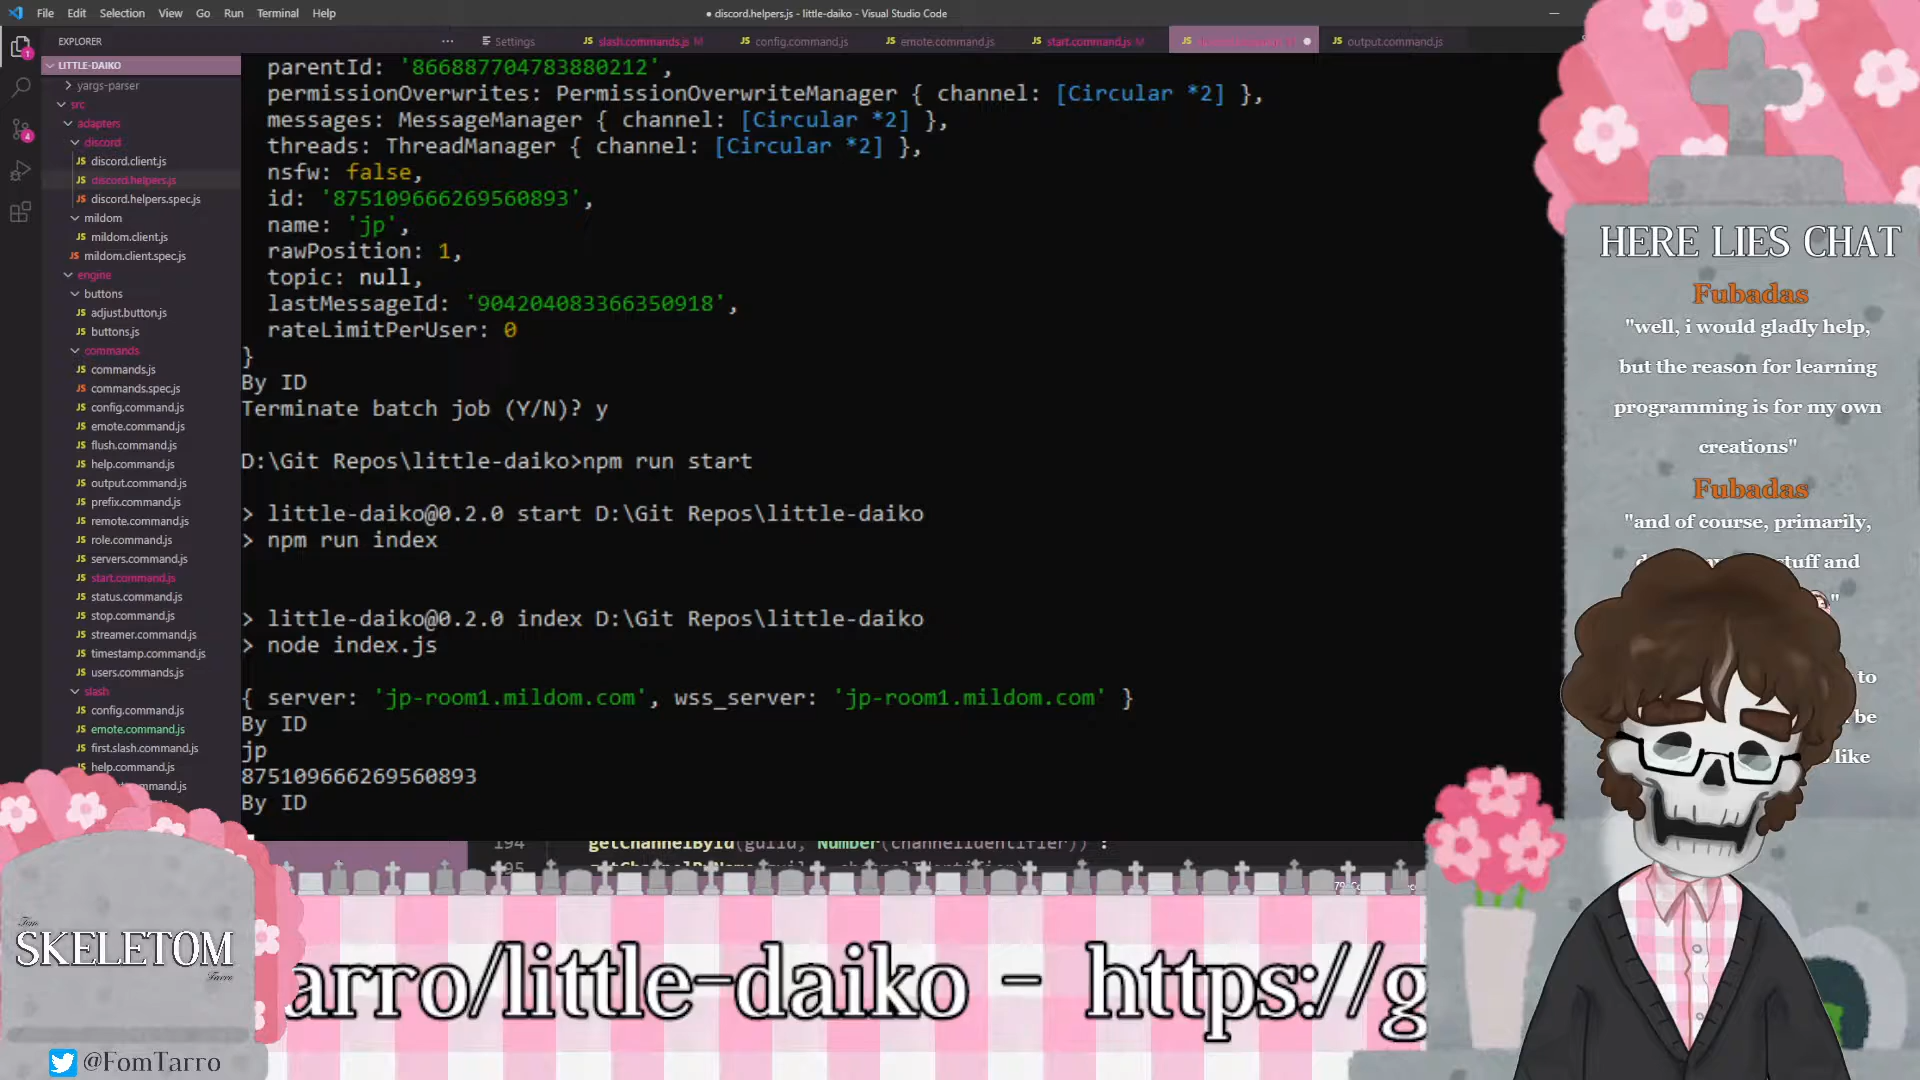 File Edit Selection View Go Run Terminal Help
● discord.helpers.js - little-daiko - Visual Studio Code
EXPLORER
Settings
slash.commands.js M
config.command.js
emote.command.js
start.command.js M
output.command.js
LITTLE-DAIKO
yargs-parser
src
adapters
discord
discord.client.js
discord.helpers.js
discord.helpers.spec.js
mildom
mildom.client.js
mildom.client.spec.js
engine
buttons
adjust.button.js
buttons.js
commands
commands.js
commands.spec.js
config.command.js
emote.command.js
flush.command.js
help.command.js
output.command.js
prefix.command.js
remote.command.js
role.command.js
servers.command.js
start.command.js
status.command.js
stop.command.js
streamer.command.js
timestamp.command.js
users.commands.js
slash
config.command.js
emote.command.js
first.slash.command.js
help.command.js
parentId: '866887704783880212',
permissionOverwrites: PermissionOverwriteManager { channel: [Circular *2] },
messages: MessageManager { channel: [Circular *2] },
threads: ThreadManager { channel: [Circular *2] },
nsfw: false,
id: '875109666269560893',
name: 'jp',
rawPosition: 1,
topic: null,
lastMessageId: '904204083366350918',
rateLimitPerUser: 0
}
By ID
Terminate batch job (Y/N)? y
D:\Git Repos\little-daiko>npm run start
> little-daiko@0.2.0 start D:\Git Repos\little-daiko
> npm run index
> little-daiko@0.2.0 index D:\Git Repos\little-daiko
> node index.js
{ server: 'jp-room1.mildom.com', wss_server: 'jp-room1.mildom.com' }
By ID
jp
875109666269560893
By ID
194 getChannelById(guild, Number(channelIdentifier)) :
HERE LIES CHAT
Fubadas
"well, i would gladly help,
but the reason for learning
programming is for my own
creations"
Fubadas
"and of course, primarily,
stuff and
"
to
be
like
Tom
SKELETOM
Tarro
@FomTarro
arro/little-daiko - https://g